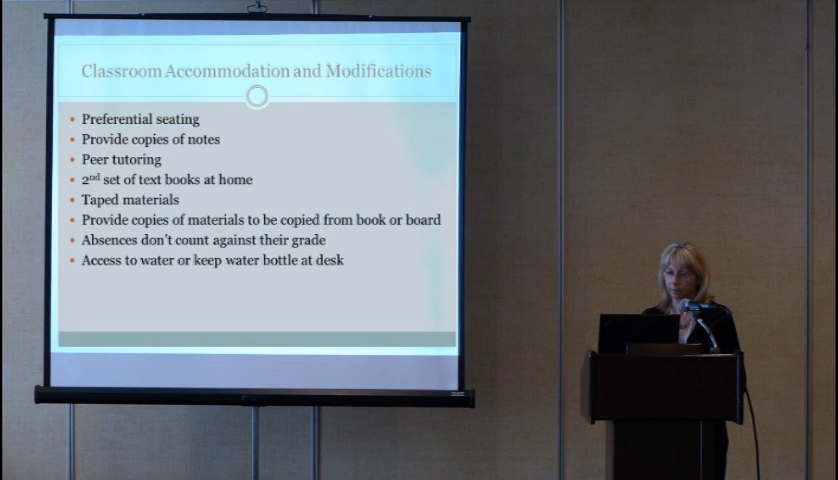 Classroom Accommodation and Modifications
• Preferential seating
• Provide copies of notes
• Peer tutoring
• 2nd set of text books at home
• Taped materials
• Provide copies of materials to be copied from book or board
• Absences don't count against their grade
• Access to water or keep water bottle at desk